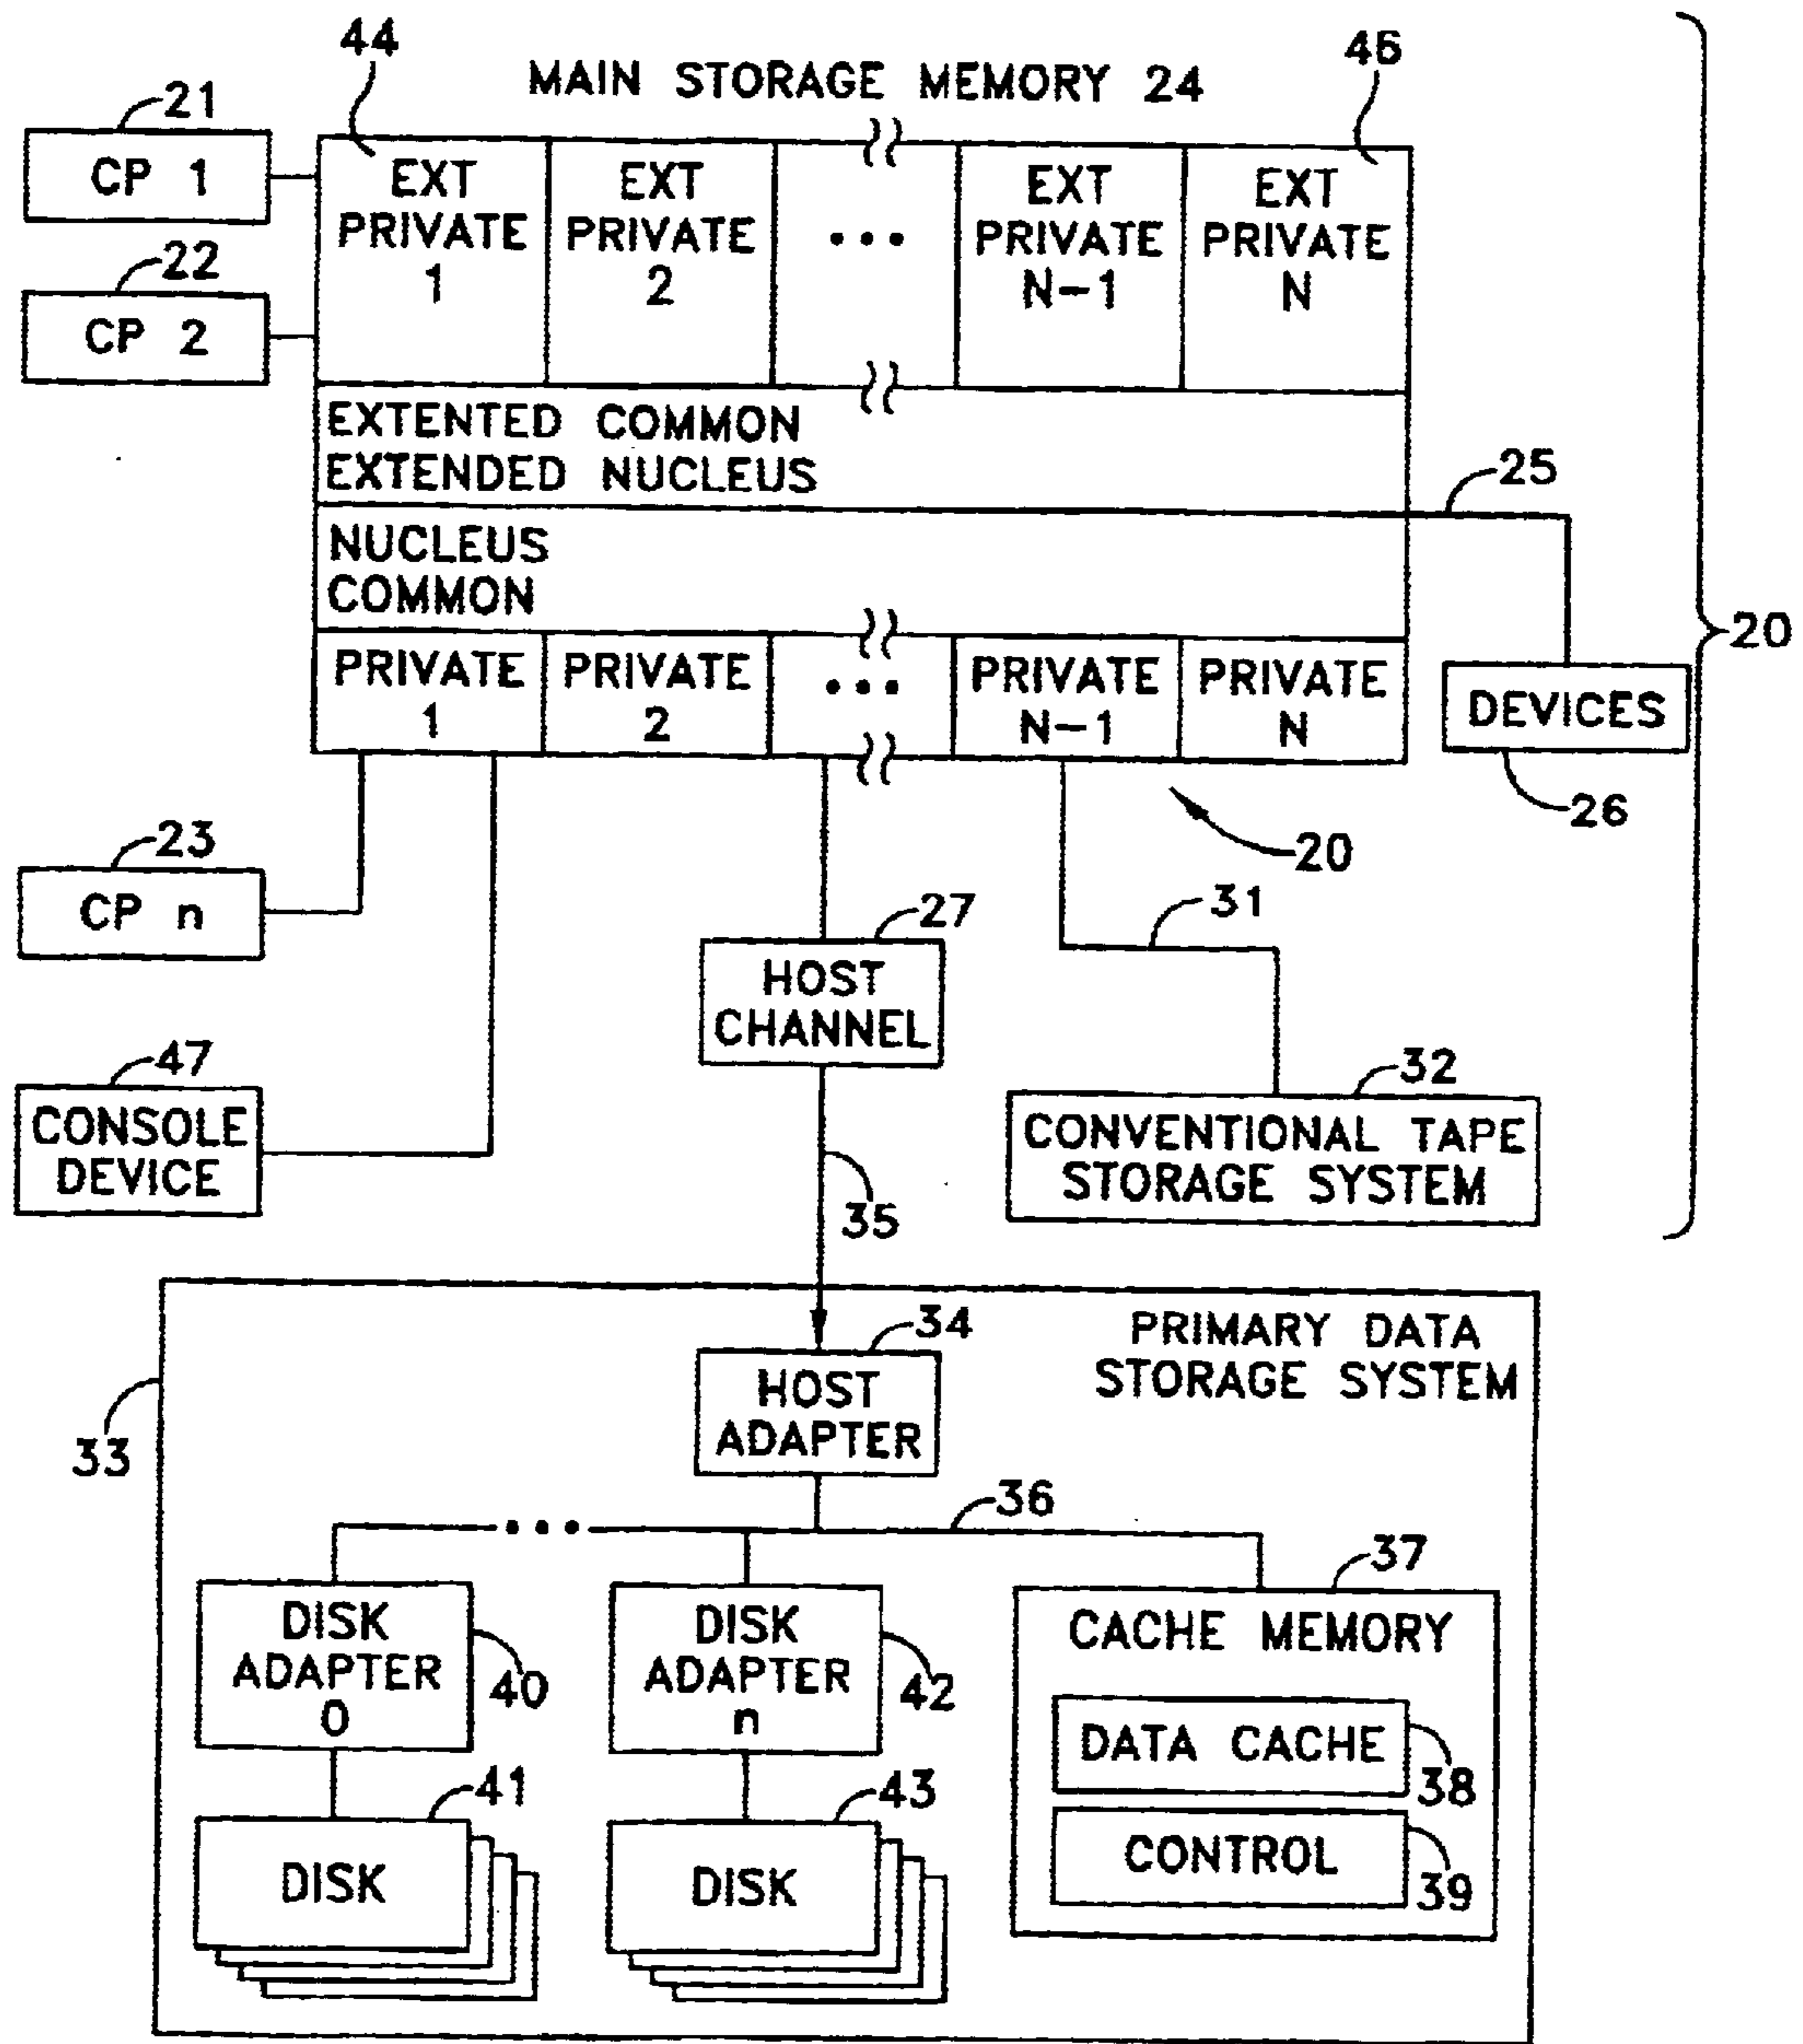 44
45
MAIN STORAGE MEMORY 24
21
CP 1
22
CP 2
EXT PRIVATE 1
EXT PRIVATE 2
•••
EXT PRIVATE N-1
EXT PRIVATE N
EXTENTED COMMON
EXTENDED NUCLEUS
25
NUCLEUS
COMMON
20
PRIVATE 1
PRIVATE 2
•••
PRIVATE N-1
PRIVATE N
DEVICES
26
20
23
CP n
27
HOST
CHANNEL
31
47
CONSOLE
DEVICE
35
32
CONVENTIONAL TAPE
STORAGE SYSTEM
33
PRIMARY DATA
STORAGE SYSTEM
34
HOST
ADAPTER
36
•••
37
DISK
ADAPTER
0
40
DISK
ADAPTER
n
42
CACHE MEMORY
DATA CACHE
38
CONTROL
39
41
DISK
43
DISK